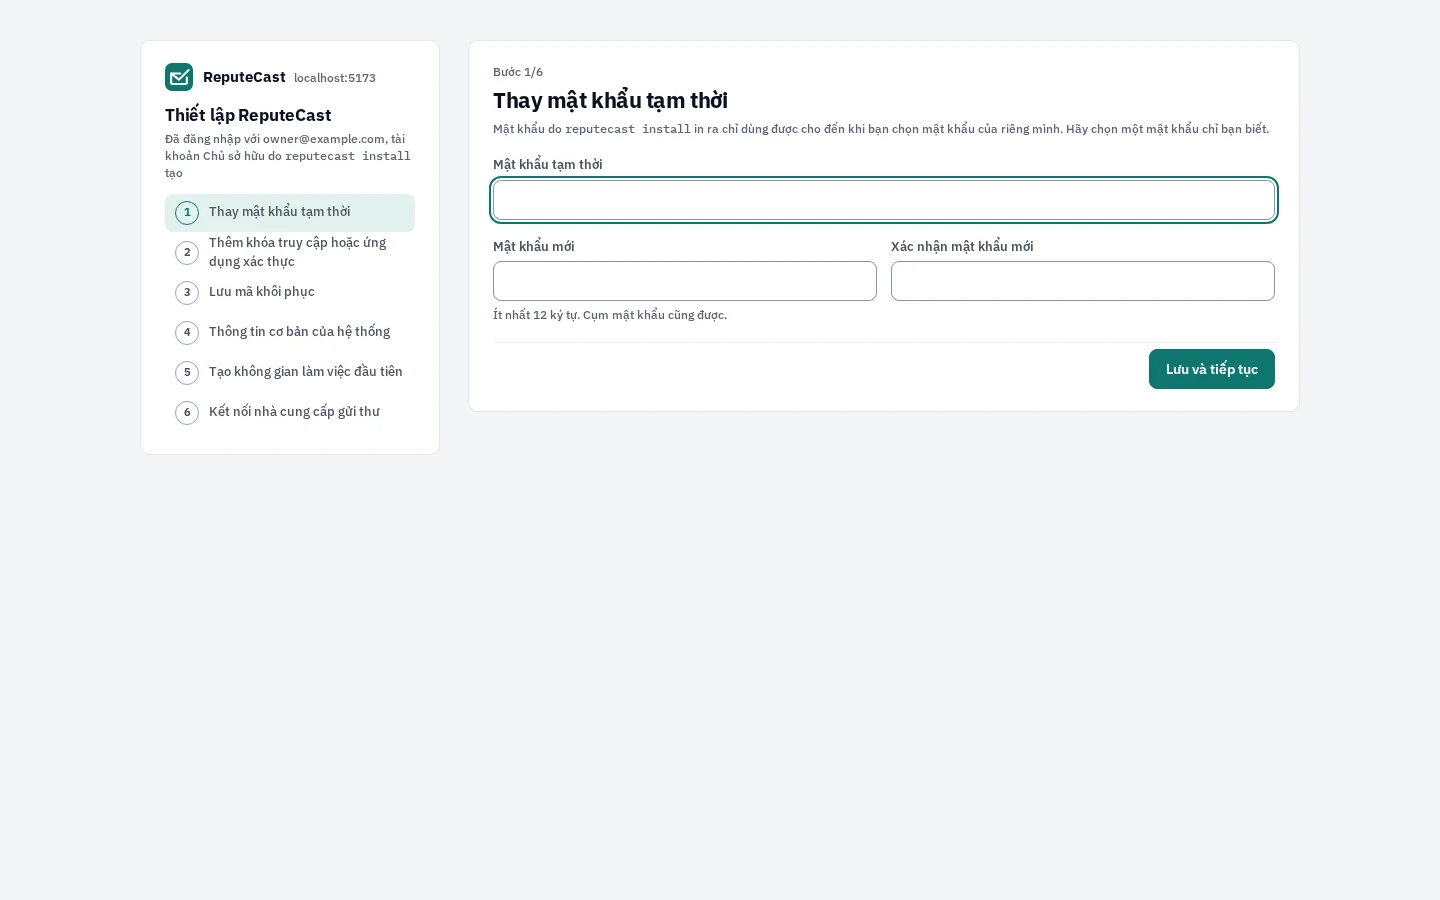 ReputeCast localhost:5173
Thiết lập ReputeCast
Đã đăng nhập với owner@example.com, tài
khoản Chủ sở hữu do reputecast install
tạo
1 Thay mật khẩu tạm thời
2 Thêm khóa truy cập hoặc ứng
dụng xác thực
3 Lưu mã khôi phục
4 Thông tin cơ bản của hệ thống
5 Tạo không gian làm việc đầu tiên
6 Kết nối nhà cung cấp gửi thư
Bước 1/6
Thay mật khẩu tạm thời
Mật khẩu do reputecast install in ra chỉ dùng được cho đến khi bạn chọn mật khẩu của riêng mình. Hãy chọn một mật khẩu chỉ bạn biết.
Mật khẩu tạm thời
Mật khẩu mới
Xác nhận mật khẩu mới
Ít nhất 12 ký tự. Cụm mật khẩu cũng được.
Lưu và tiếp tục